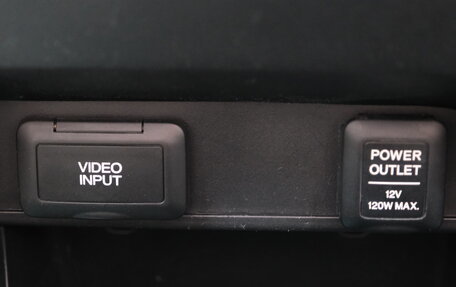 VIDEO
INPUT
POWER
OUTLET
12V
120W MAX.